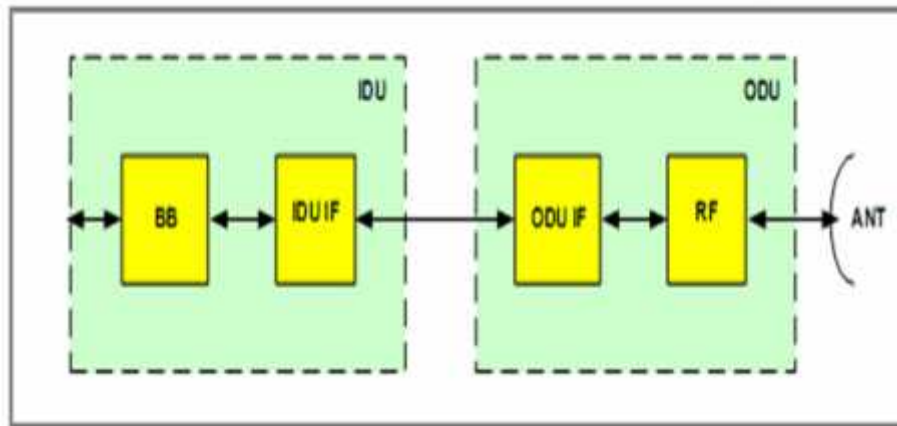 IDU
ODU
BB
IDU IF
ODU IF
RF
ANT